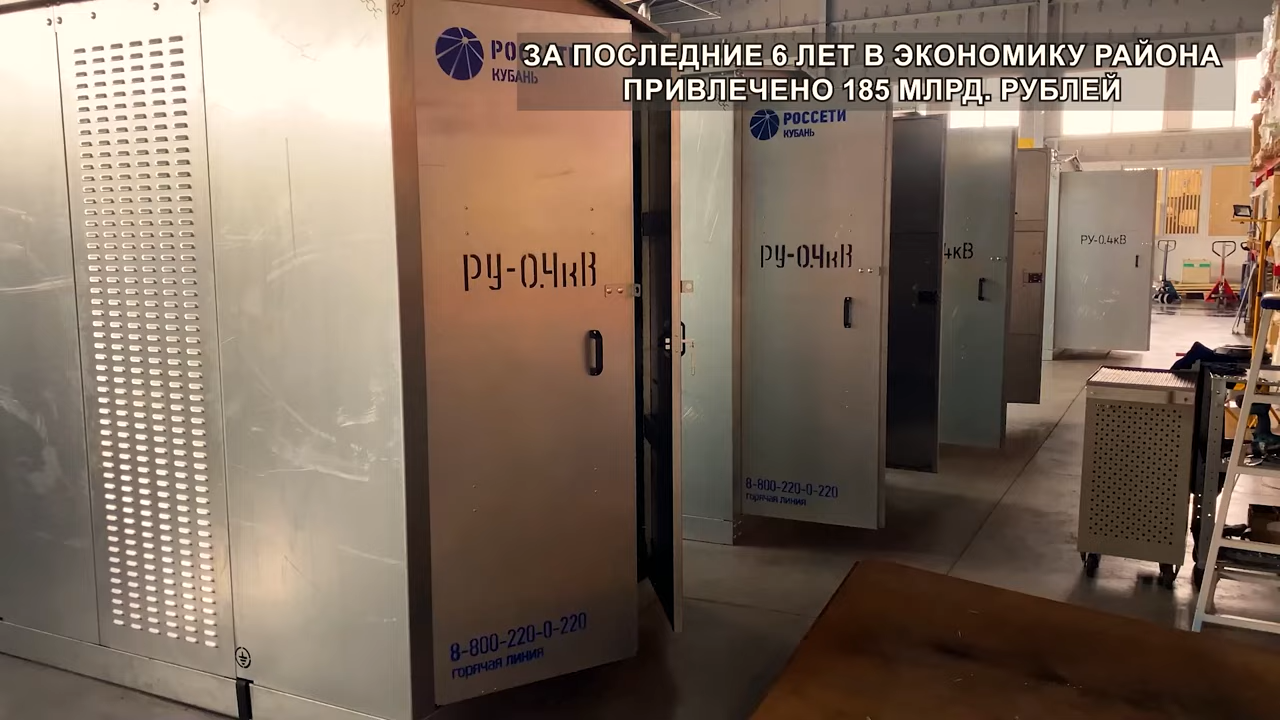 ЗА ПОСЛЕДНИЕ 6 ЛЕТ В ЭКОНОМИКУ РАЙОНА
ПРИВЛЕЧЕНО 185 МЛРД. РУБЛЕЙ
РОССЕТИ
КУБАНЬ
РУ-0.4кВ
8-800-220-0-220
горячая линия
РОССЕТИ
КУБАНЬ
РУ-0.4кВ
8-800-220-0-220
горячая линия
4кВ
РУ-0.4кВ